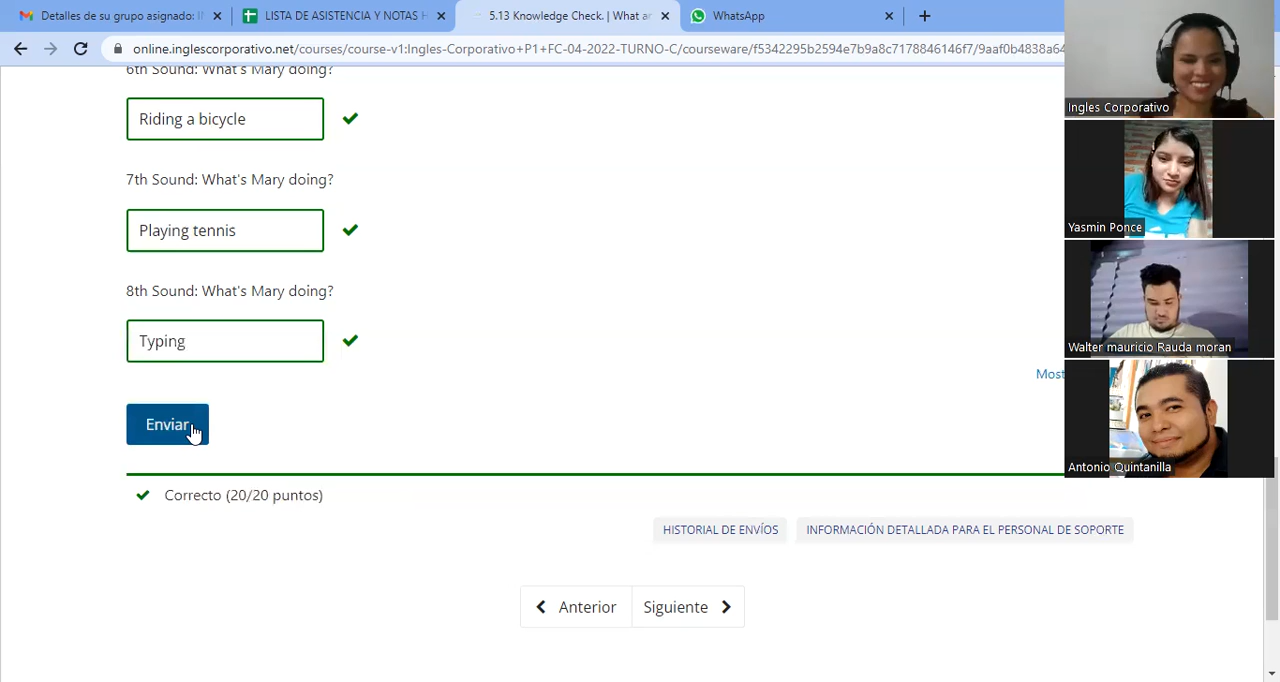 Detalles de su grupo asignado: I
LISTA DE ASISTENCIA Y NOTAS H
5.13 Knowledge Check. | What ar
WhatsApp
online.inglescorporativo.net/courses/course-v1:Ingles-Corporativo+P1+FC-04-2022-TURNO-C/courseware/f5342295b2594e7b9a8c7178846146f7/9aaf0b4838a64
6th Sound: What's Mary doing?
Riding a bicycle
7th Sound: What's Mary doing?
Playing tennis
8th Sound: What's Mary doing?
Typing
Most
Enviar
Correcto (20/20 puntos)
HISTORIAL DE ENVÍOS
INFORMACIÓN DETALLADA PARA EL PERSONAL DE SOPORTE
Anterior
Siguiente
Ingles Corporativo
Yasmin Ponce
Walter mauricio Rauda moran
Antonio Quintanilla